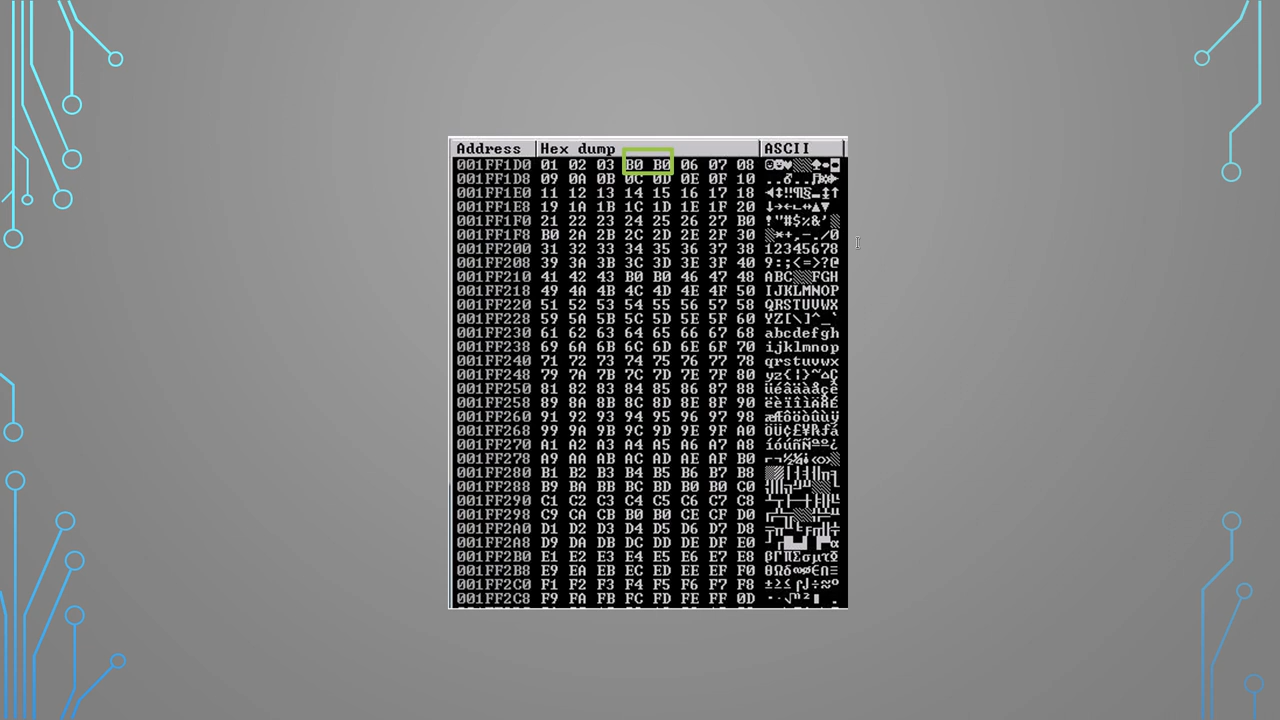 Address Hex dump ASCII
001FF1D0 01 02 03 B0 B0 06 07 08
001FF1D8 09 0A 0B 0C 0D 0E 0F 10
001FF1E0 11 12 13 14 15 16 17 18
001FF1E8 19 1A 1B 1C 1D 1E 1F 20
001FF1F0 21 22 23 24 25 26 27 B0 !"#$%&'░
001FF1F8 B0 2A 2B 2C 2D 2E 2F 30 ░*+,-./0
001FF200 31 32 33 34 35 36 37 38 12345678
001FF208 39 3A 3B 3C 3D 3E 3F 40 9:;<=>?@
001FF210 41 42 43 B0 B0 46 47 48 ABC░░FGH
001FF218 49 4A 4B 4C 4D 4E 4F 50 IJKLMNOP
001FF220 51 52 53 54 55 56 57 58 QRSTUVWX
001FF228 59 5A 5B 5C 5D 5E 5F 60 YZ[\]^_`
001FF230 61 62 63 64 65 66 67 68 abcdefgh
001FF238 69 6A 6B 6C 6D 6E 6F 70 ijklmnop
001FF240 71 72 73 74 75 76 77 78 qrstuvwx
001FF248 79 7A 7B 7C 7D 7E 7F 80 yz{|}~⌂Ç
001FF250 81 82 83 84 85 86 87 88 üéâäàåçê
001FF258 89 8A 8B 8C 8D 8E 8F 90 ëèïîìÄÅÉ
001FF260 91 92 93 94 95 96 97 98 æÆôöòûùÿ
001FF268 99 9A 9B 9C 9D 9E 9F A0 ÖÜ¢£¥₧ƒá
001FF270 A1 A2 A3 A4 A5 A6 A7 A8 íóúñѪº¿
001FF278 A9 AA AB AC AD AE AF B0 ⌐¬½¼¡«»░
001FF280 B1 B2 B3 B4 B5 B6 B7 B8
001FF288 B9 BA BB BC BD B0 B0 C0
001FF290 C1 C2 C3 C4 C5 C6 C7 C8
001FF298 C9 CA CB B0 B0 CE CF D0
001FF2A0 D1 D2 D3 D4 D5 D6 D7 D8
001FF2A8 D9 DA DB DC DD DE DF E0
001FF2B0 E1 E2 E3 E4 E5 E6 E7 E8 βΓπΣσµτΦ
001FF2B8 E9 EA EB EC ED EE EF F0 ΘΩδ∞φε∩≡
001FF2C0 F1 F2 F3 F4 F5 F6 F7 F8 ±≥≤⌠⌡÷≈°
001FF2C8 F9 FA FB FC FD FE FF 0D